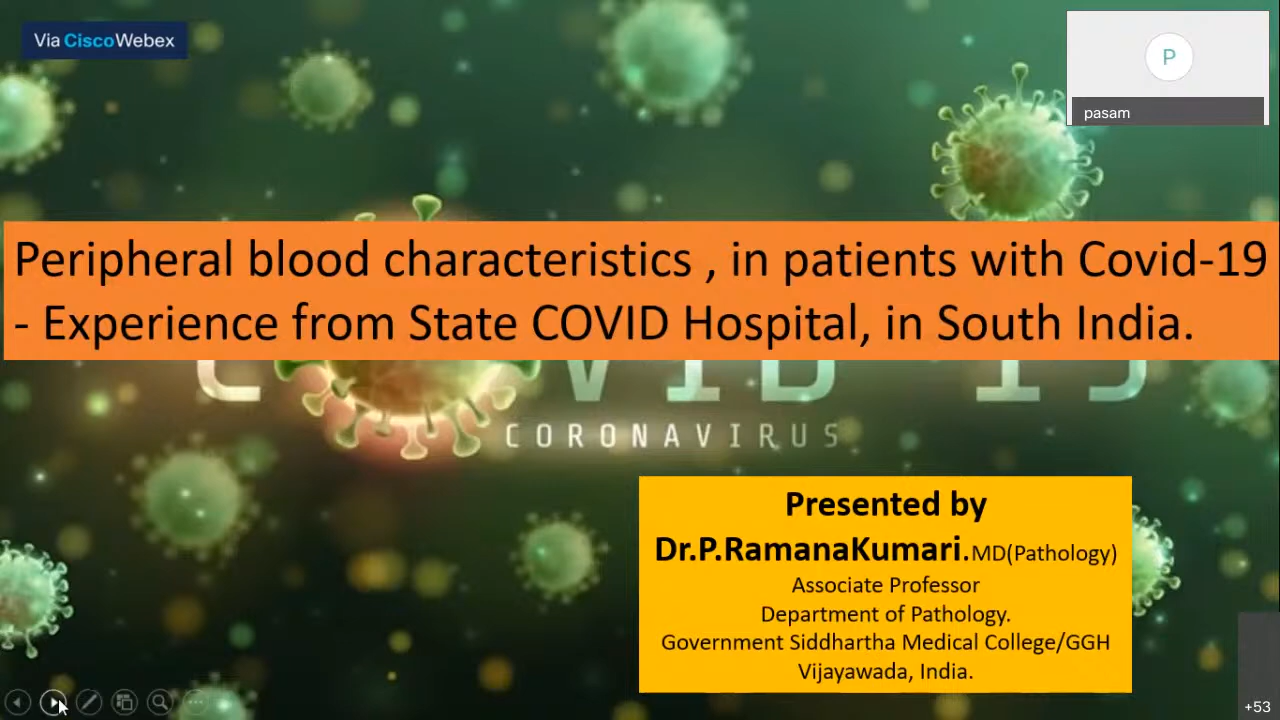 Via CiscoWebex
P
pasam
Peripheral blood characteristics , in patients with Covid-19
- Experience from State COVID Hospital, in South India.
CORONAVIRUS
Presented by
Dr.P.RamanaKumari.MD(Pathology)
Associate Professor
Department of Pathology.
Government Siddhartha Medical College/GGH
Vijayawada, India.
+53